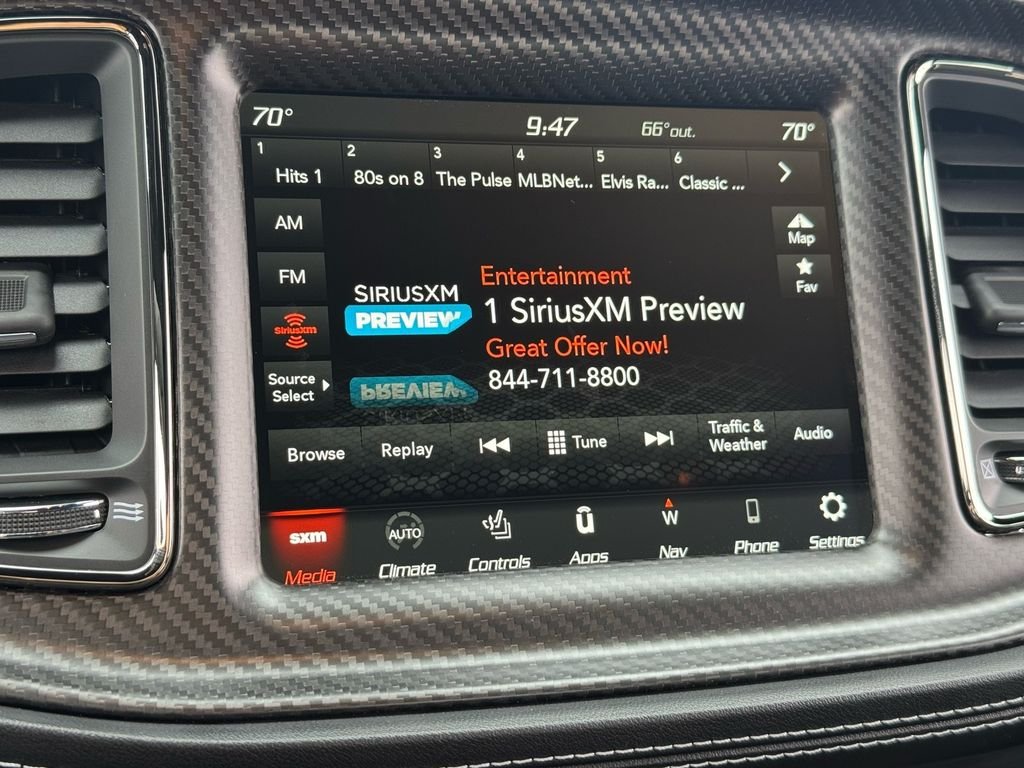 70° 9:47 66°out. 70°
1 2 3 4 5 6
Hits 1 80s on 8 The Pulse MLBNet... Elvis Ra... Classic ...
AM
Map
FM
Fav
SiriusXM
Source
Select
SIRIUSXM
PREVIEW
PREVIEW
Entertainment
1 SiriusXM Preview
Great Offer Now!
844-711-8800
Browse Replay Tune
Traffic &
Weather
Audio
sxm AUTO û W
Media Climate Controls Apps Nav Phone Settings